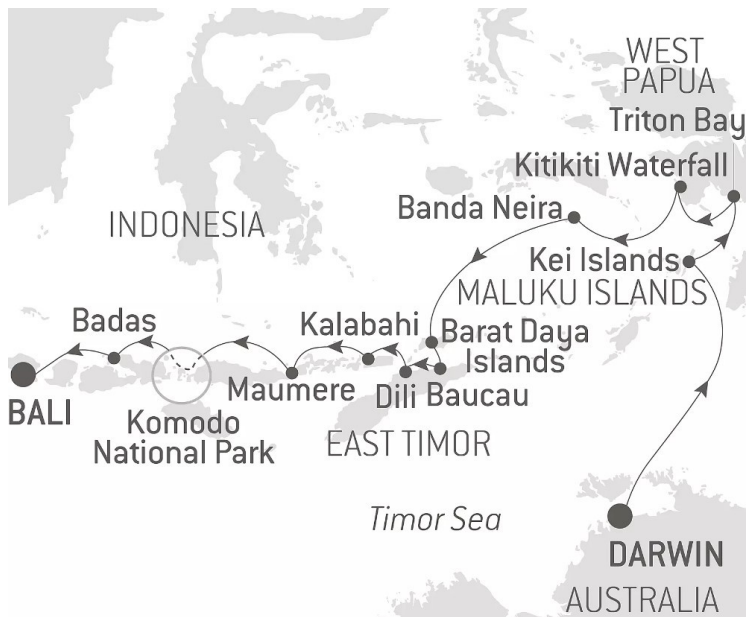 WEST
PAPUA
Triton Bay
Kitikiti Waterfall
Banda Neira
INDONESIA
Kei Islands
MALUKU ISLANDS
Badas
Kalabahi
Barat Daya
Islands
Maumere
Dili
Baucau
BALI
Komodo
National Park
EAST TIMOR
Timor Sea
DARWIN
AUSTRALIA